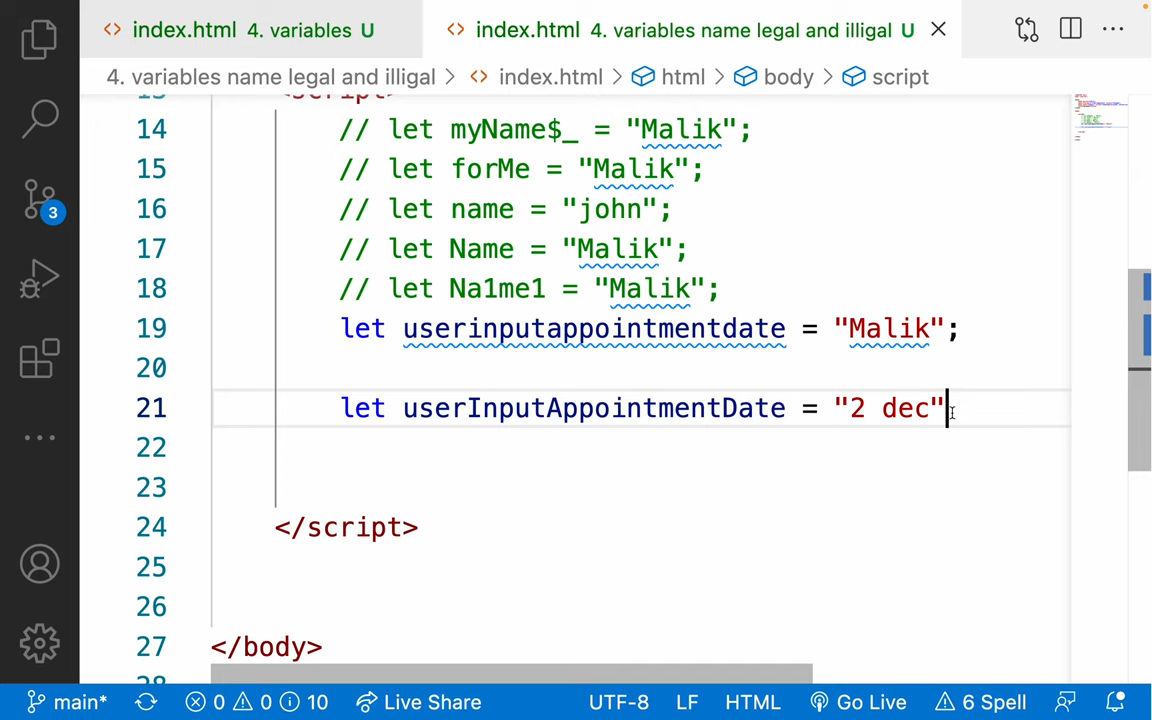 index.html 4. variables U
index.html 4. variables name legal and illigal U
4. variables name legal and illigal > index.html > html > body > script
<script>
14 // let myName$_ = "Malik";
15 // let forMe = "Malik";
16 // let name = "john";
17 // let Name = "Malik";
18 // let Na1me1 = "Malik";
19 let userinputappointmentdate = "Malik";
20
21 let userInputAppointmentDate = "2 dec"
22
23
24 </script>
25
26
27 </body>
3
main* 0 0 10 Live Share UTF-8 LF HTML Go Live 6 Spell